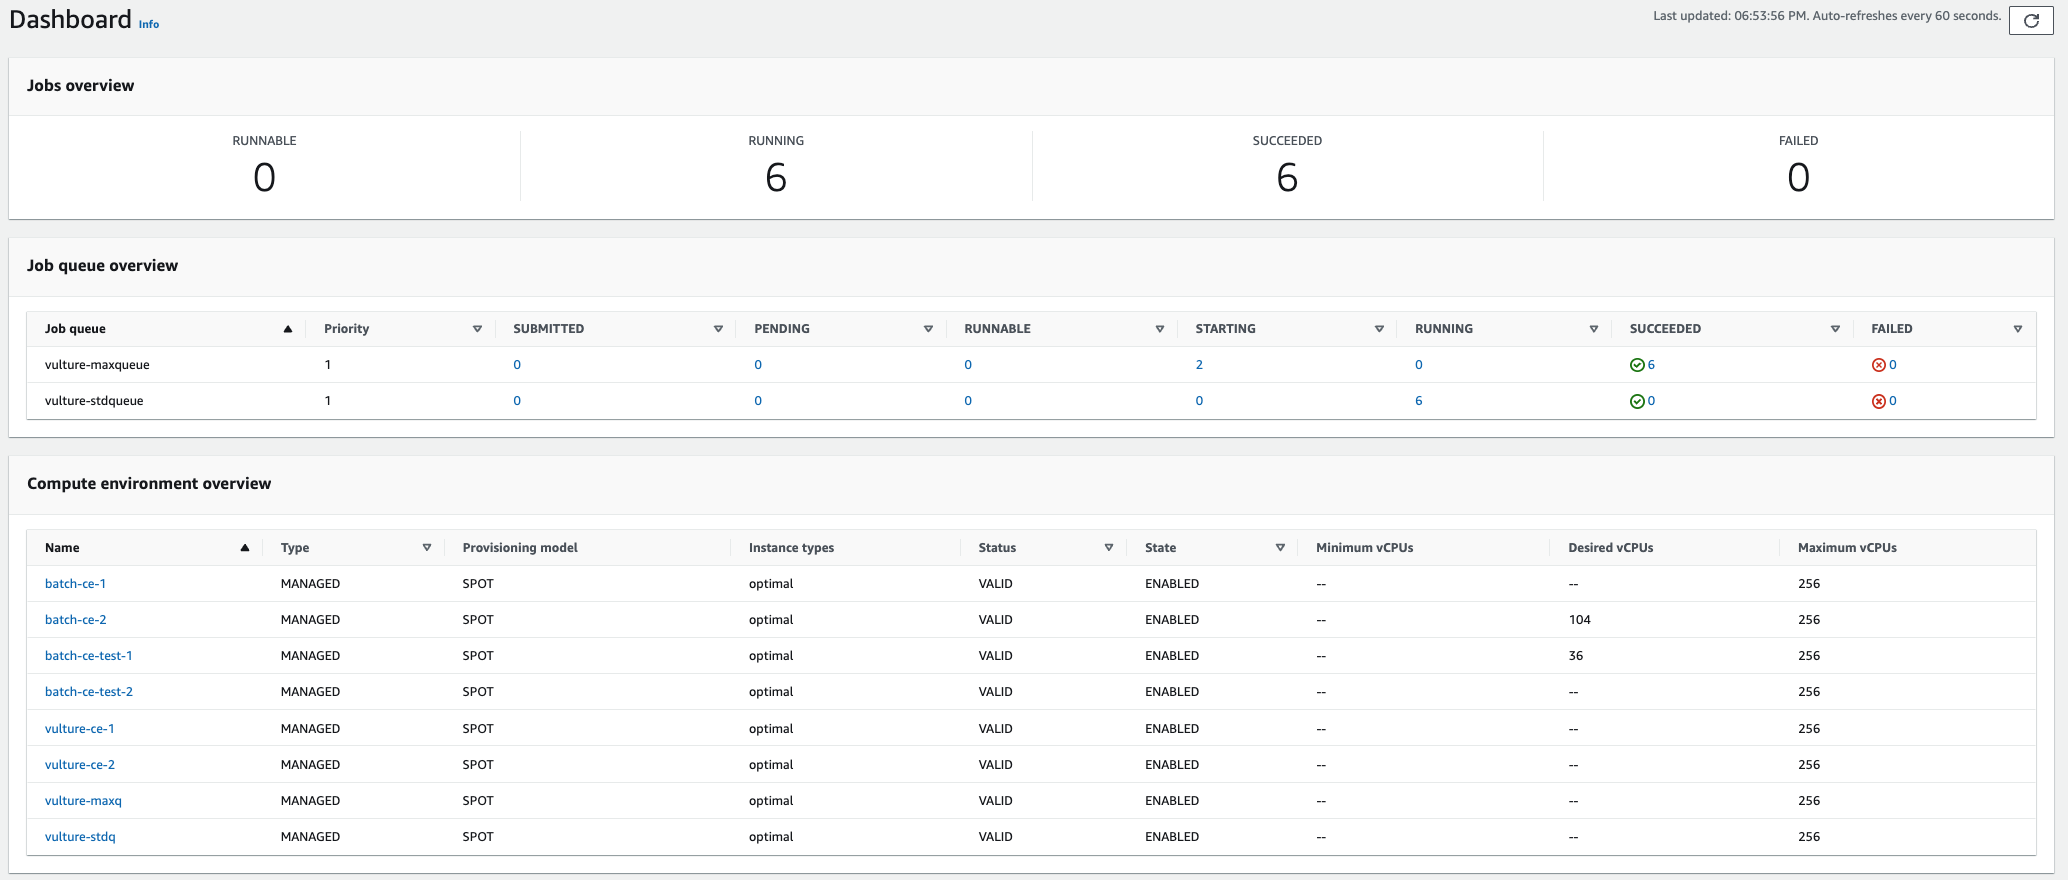 Dashboard Info
Last updated: 06:53:56 PM. Auto-refreshes every 60 seconds.
Jobs overview
RUNNABLE RUNNING SUCCEEDED FAILED
0 6 6 0
Job queue overview
Job queue Priority SUBMITTED PENDING RUNNABLE STARTING RUNNING SUCCEEDED FAILED
vulture-maxqueue 1 0 0 0 2 0 6 0
vulture-stdqueue 1 0 0 0 0 6 0 0
Compute environment overview
Name Type Provisioning model Instance types Status State Minimum vCPUs Desired vCPUs Maximum vCPUs
batch-ce-1 MANAGED SPOT optimal VALID ENABLED -- -- 256
batch-ce-2 MANAGED SPOT optimal VALID ENABLED -- 104 256
batch-ce-test-1 MANAGED SPOT optimal VALID ENABLED -- 36 256
batch-ce-test-2 MANAGED SPOT optimal VALID ENABLED -- -- 256
vulture-ce-1 MANAGED SPOT optimal VALID ENABLED -- -- 256
vulture-ce-2 MANAGED SPOT optimal VALID ENABLED -- -- 256
vulture-maxq MANAGED SPOT optimal VALID ENABLED -- -- 256
vulture-stdq MANAGED SPOT optimal VALID ENABLED -- -- 256